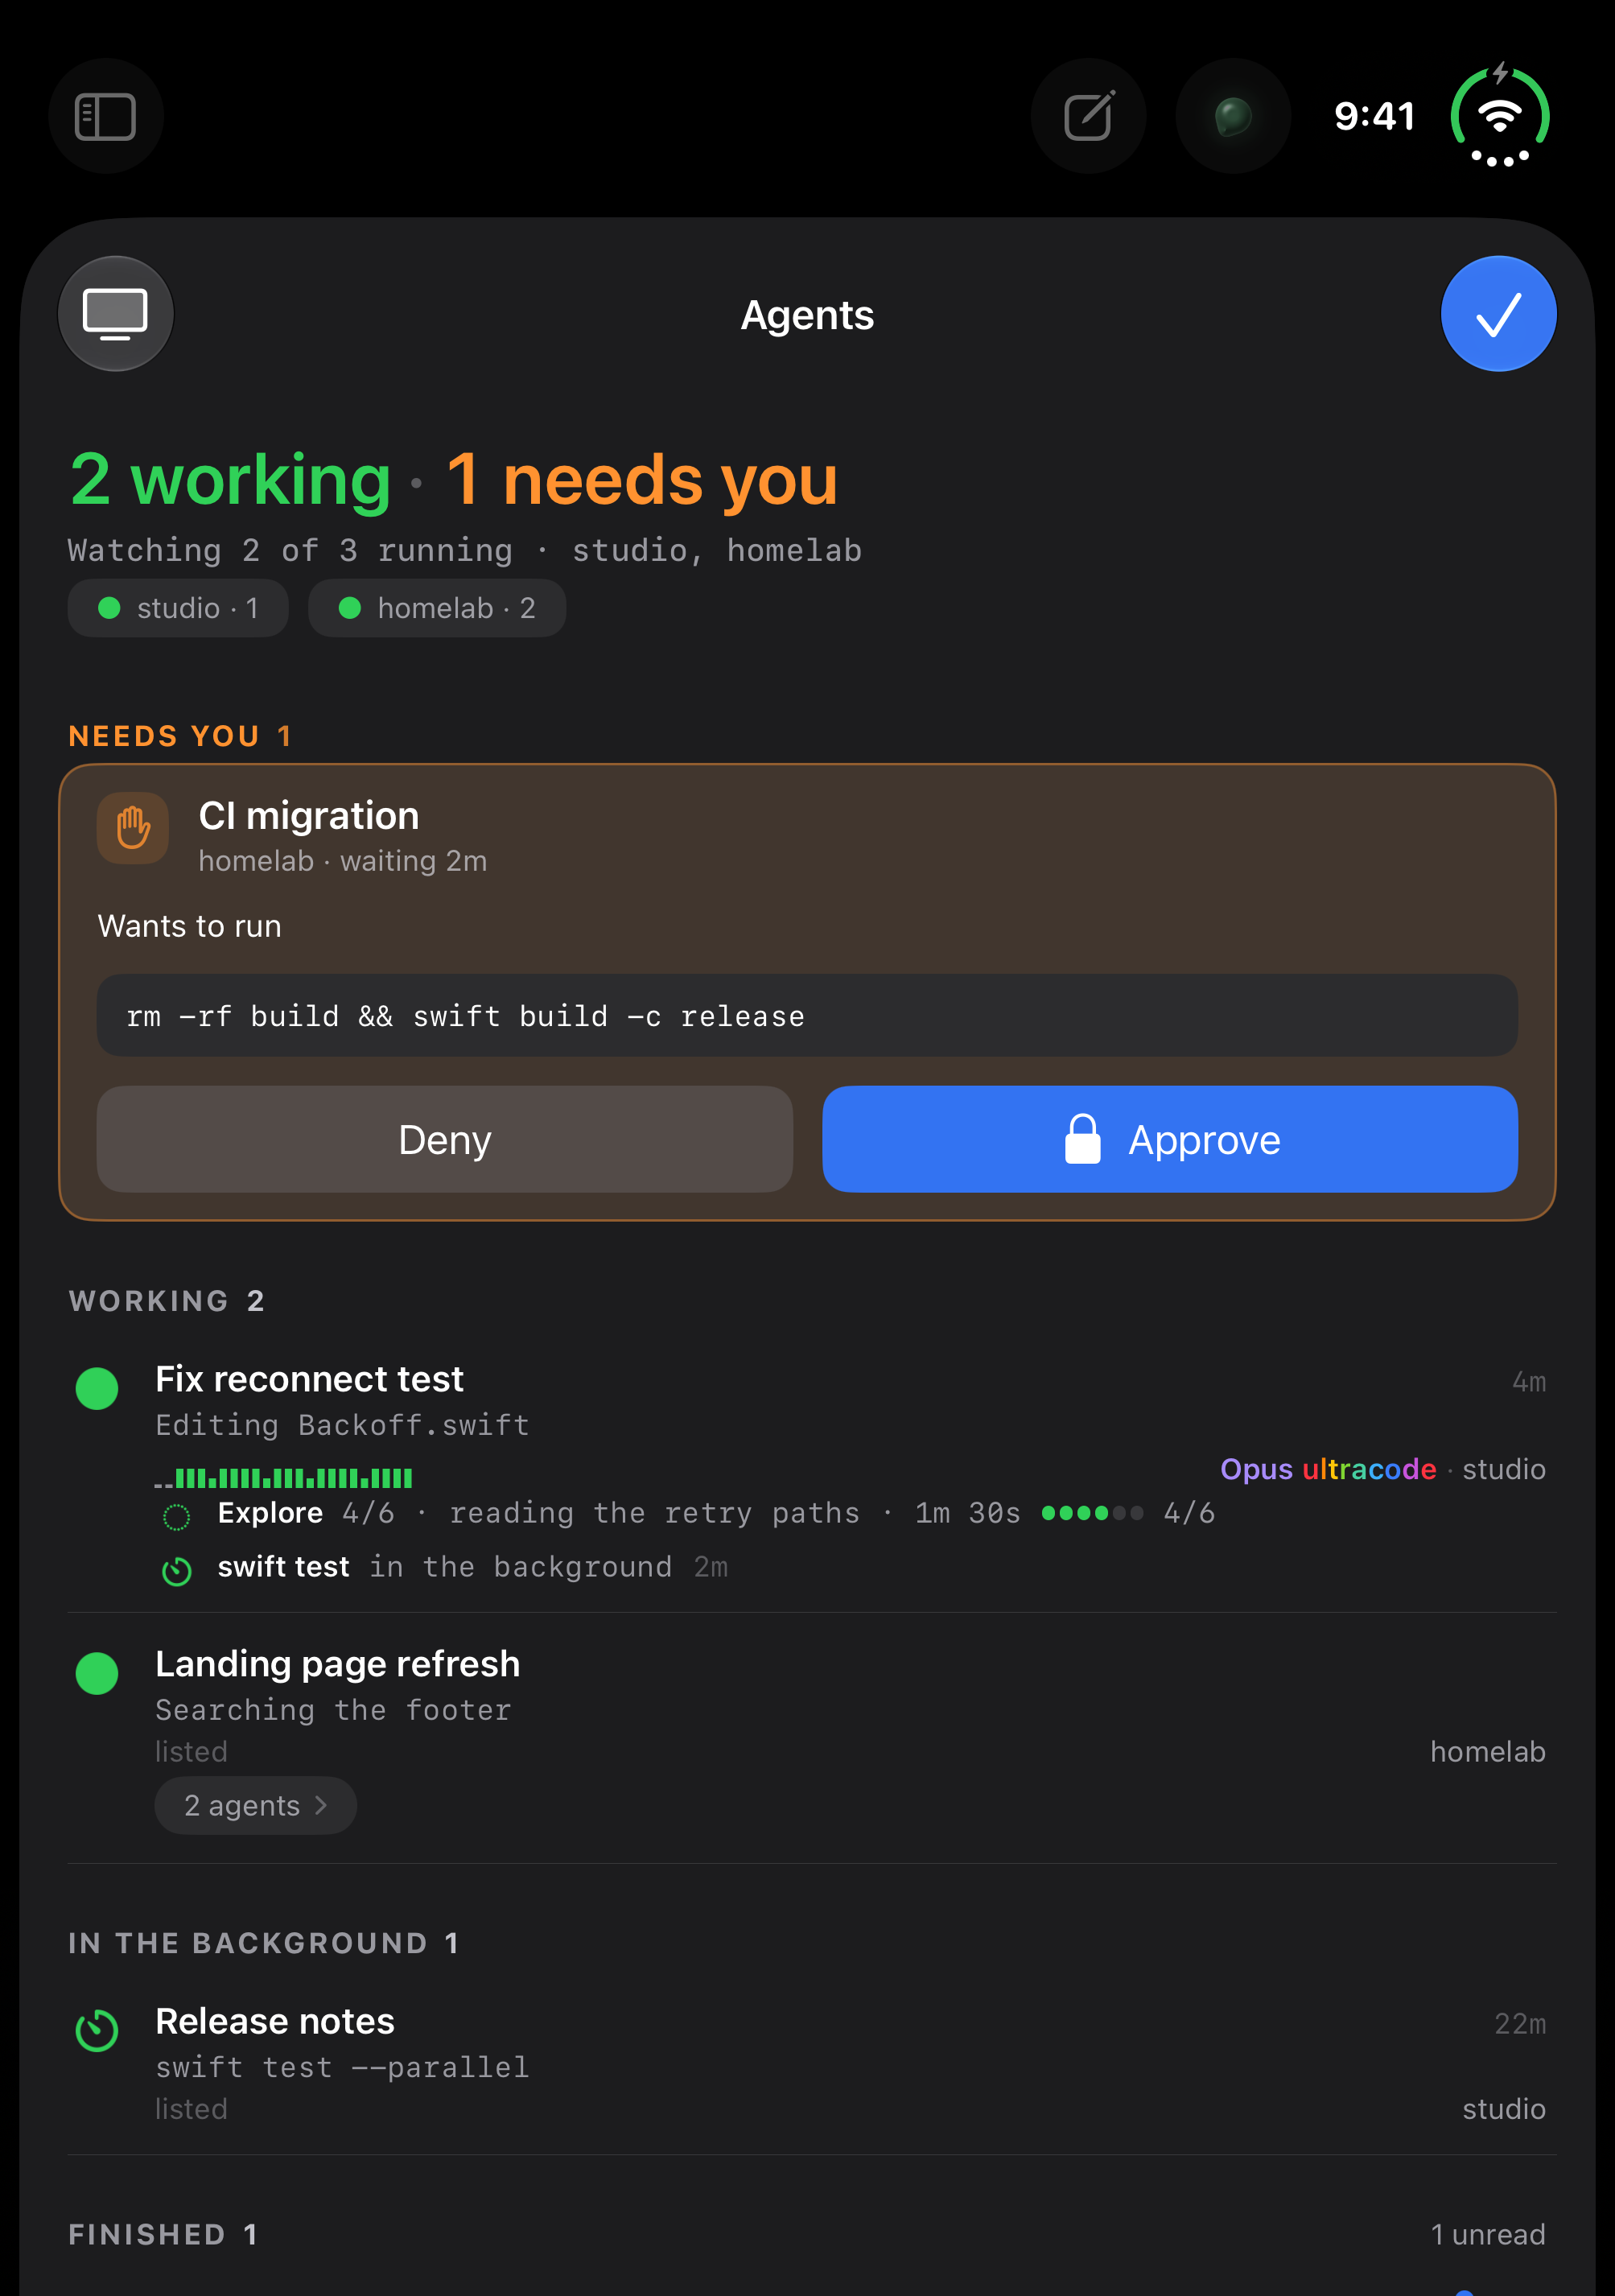 9:41
Agents
2 working · 1 needs you
Watching 2 of 3 running · studio, homelab
studio · 1
homelab · 2
NEEDS YOU 1
CI migration
homelab · waiting 2m
Wants to run
rm -rf build && swift build -c release
Deny
Approve
WORKING 2
Fix reconnect test
4m
Editing Backoff.swift
Opus ultracode · studio
Explore 4/6 · reading the retry paths · 1m 30s 4/6
swift test in the background 2m
Landing page refresh
Searching the footer
listed
homelab
2 agents
IN THE BACKGROUND 1
Release notes
22m
swift test --parallel
listed
studio
FINISHED 1
1 unread